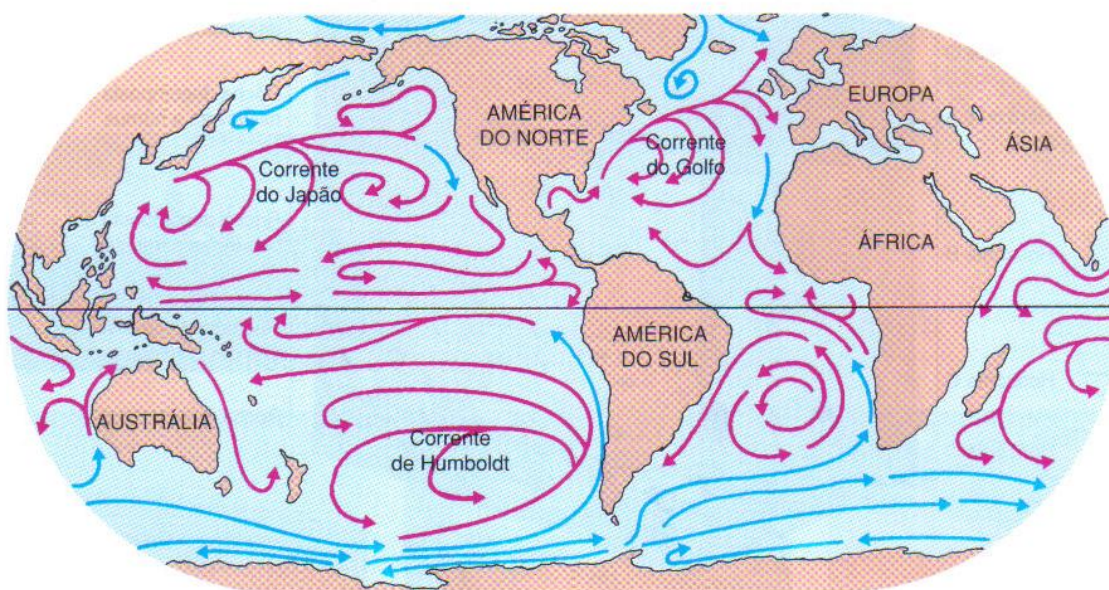 AMÉRICA
DO NORTE
EUROPA
ÁSIA
Corrente
do Golfo
Corrente
do Japão
ÁFRICA
AMÉRICA
DO SUL
AUSTRÁLIA
Corrente
de Humboldt